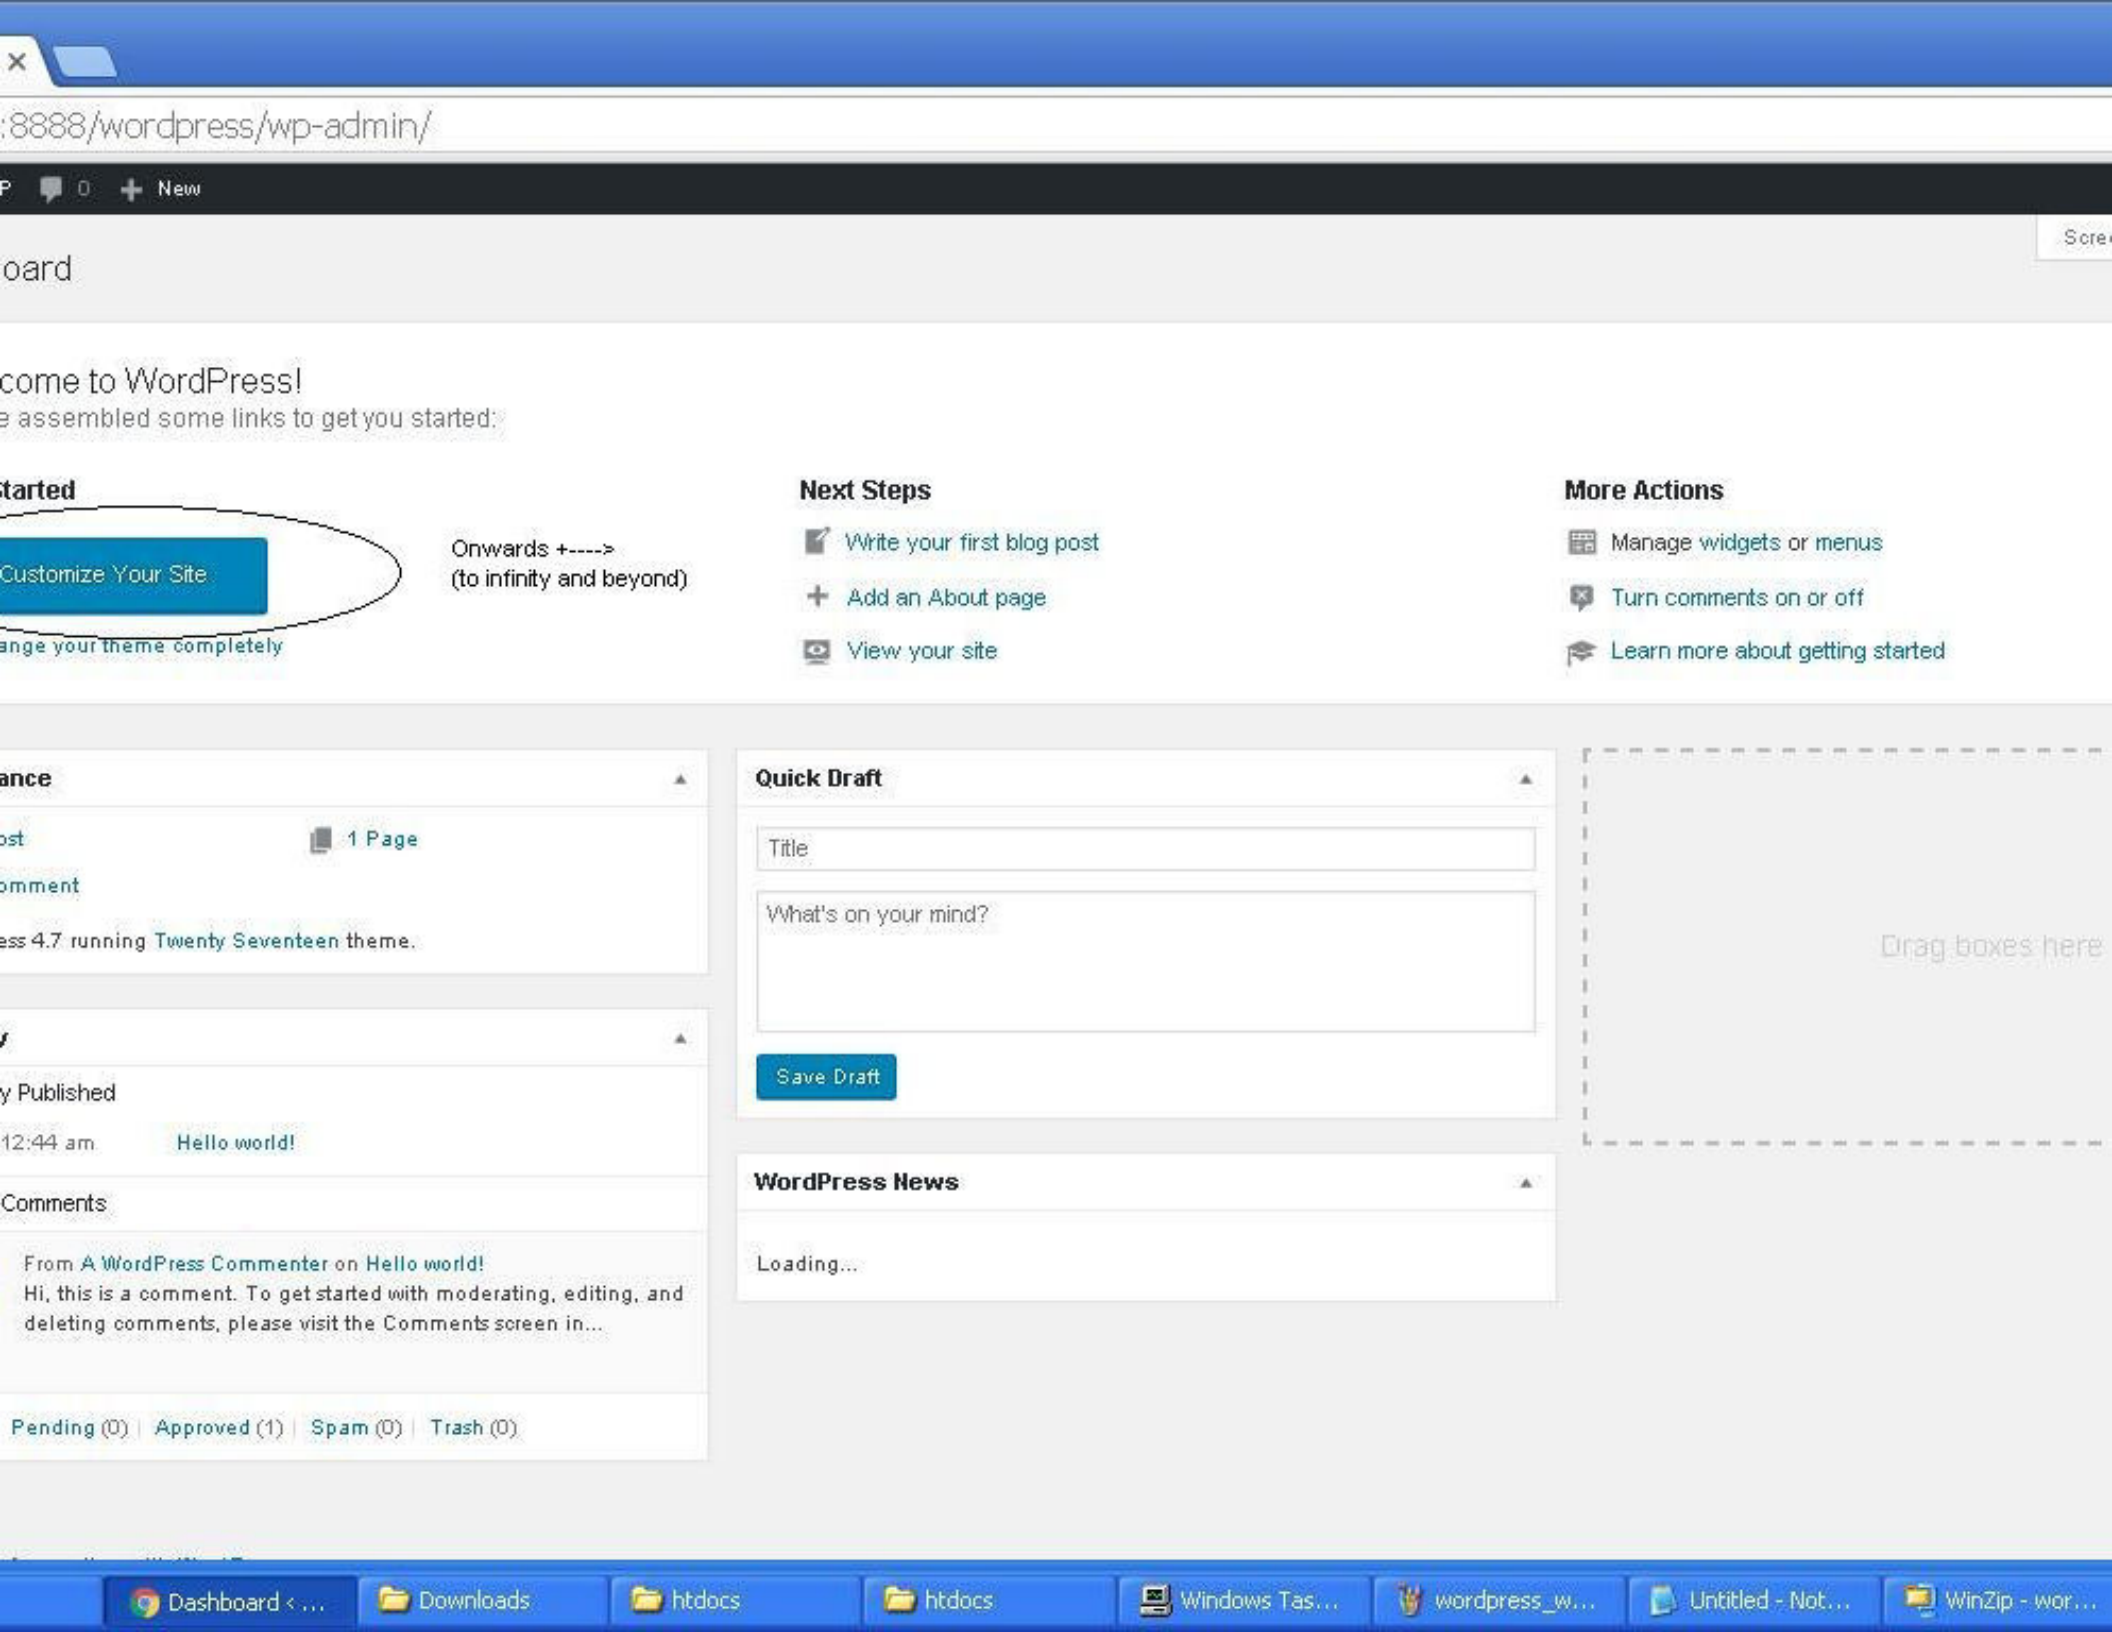 :8888/wordpress/wp-admin/
P 0 New
Scre
oard
come to WordPress!
e assembled some links to get you started:
Started
Customize Your Site
ange your theme completely
Onwards +---->
(to infinity and beyond)
Next Steps
Write your first blog post
Add an About page
View your site
More Actions
Manage widgets or menus
Turn comments on or off
Learn more about getting started
ance
ost 1 Page
omment
ess 4.7 running Twenty Seventeen theme.
y
y Published
12:44 am Hello world!
Comments
From A WordPress Commenter on Hello world!
Hi, this is a comment. To get started with moderating, editing, and
deleting comments, please visit the Comments screen in...
Pending (0) | Approved (1) | Spam (0) | Trash (0)
Quick Draft
Title
What's on your mind?
Save Draft
WordPress News
Loading...
Drag boxes here
Dashboard < ... Downloads htdocs htdocs Windows Tas... wordpress_w... Untitled - Not... WinZip - wor...